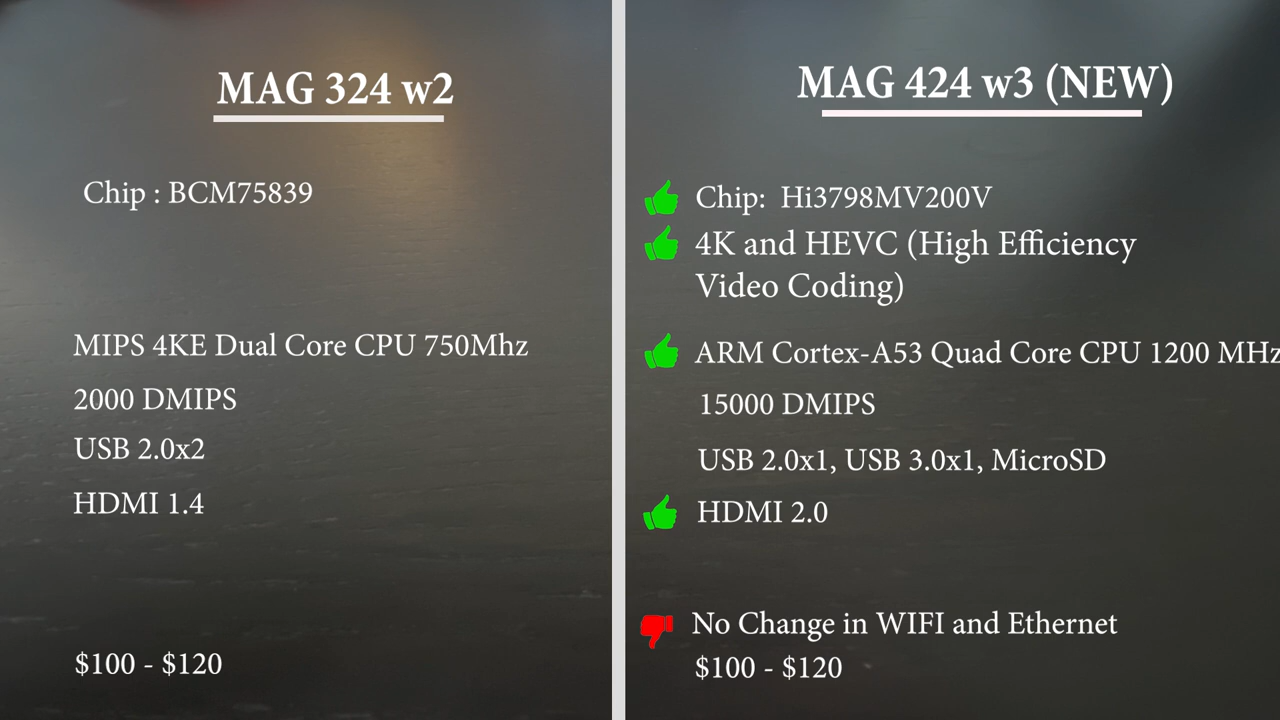 MAG 324 w2
Chip : BCM75839
MIPS 4KE Dual Core CPU 750Mhz
2000 DMIPS
USB 2.0x2
HDMI 1.4
$100 - $120
MAG 424 w3 (NEW)
Chip: Hi3798MV200V
4K and HEVC (High Efficiency
Video Coding)
ARM Cortex-A53 Quad Core CPU 1200 MHz
15000 DMIPS
USB 2.0x1, USB 3.0x1, MicroSD
HDMI 2.0
No Change in WIFI and Ethernet
$100 - $120